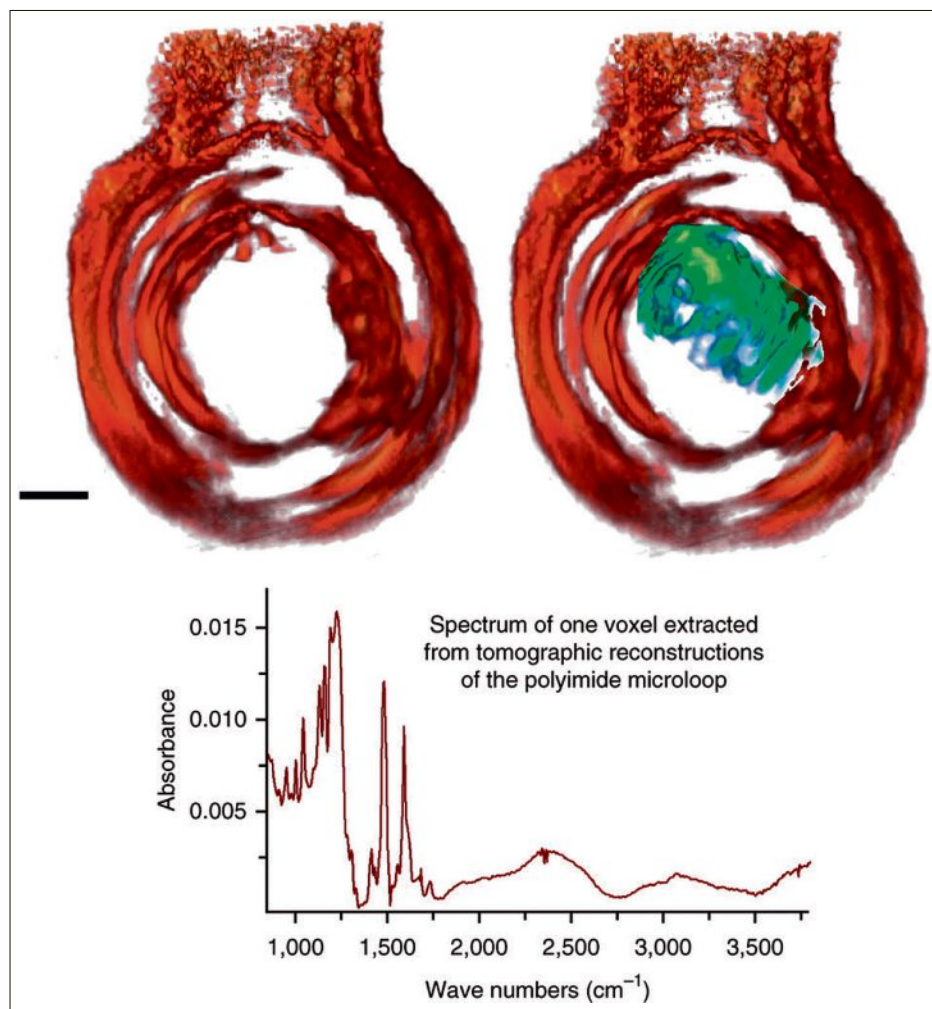 Spectrum of one voxel extracted
from tomographic reconstructions
of the polyimide microloop
0.015
0.010
0.005
Absorbance
1,000 1,500 2,000 2,500 3,000 3,500
Wave numbers (cm⁻¹)